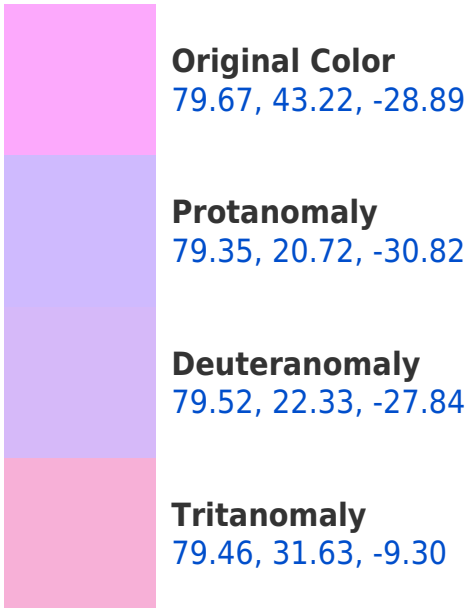 Original Color
79.67, 43.22, -28.89
Protanomaly
79.35, 20.72, -30.82
Deuteranomaly
79.52, 22.33, -27.84
Tritanomaly
79.46, 31.63, -9.30